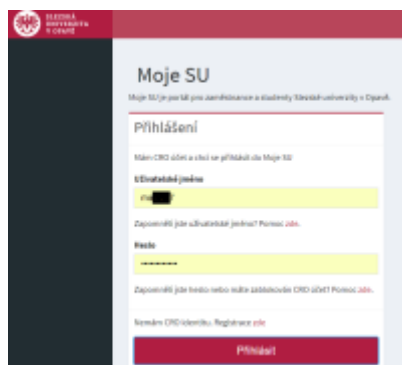 SLEZSKÁ
UNIVERZITA
V OPAVĚ
Moje SU
Moje SU je portál pro zaměstnance a studenty Slezské univerzity v Opavě.
Přihlášení
Mám CRO účet a chci se přihlásit do Moje SU
Uživatelské jméno
Zapomněli jste uživatelské jméno? Pomoc zde.
Heslo
Zapomněli jste heslo nebo máte zablokován CRO účet? Pomoc zde.
Nemám CRO identitu. Registrace zde
Přihlásit